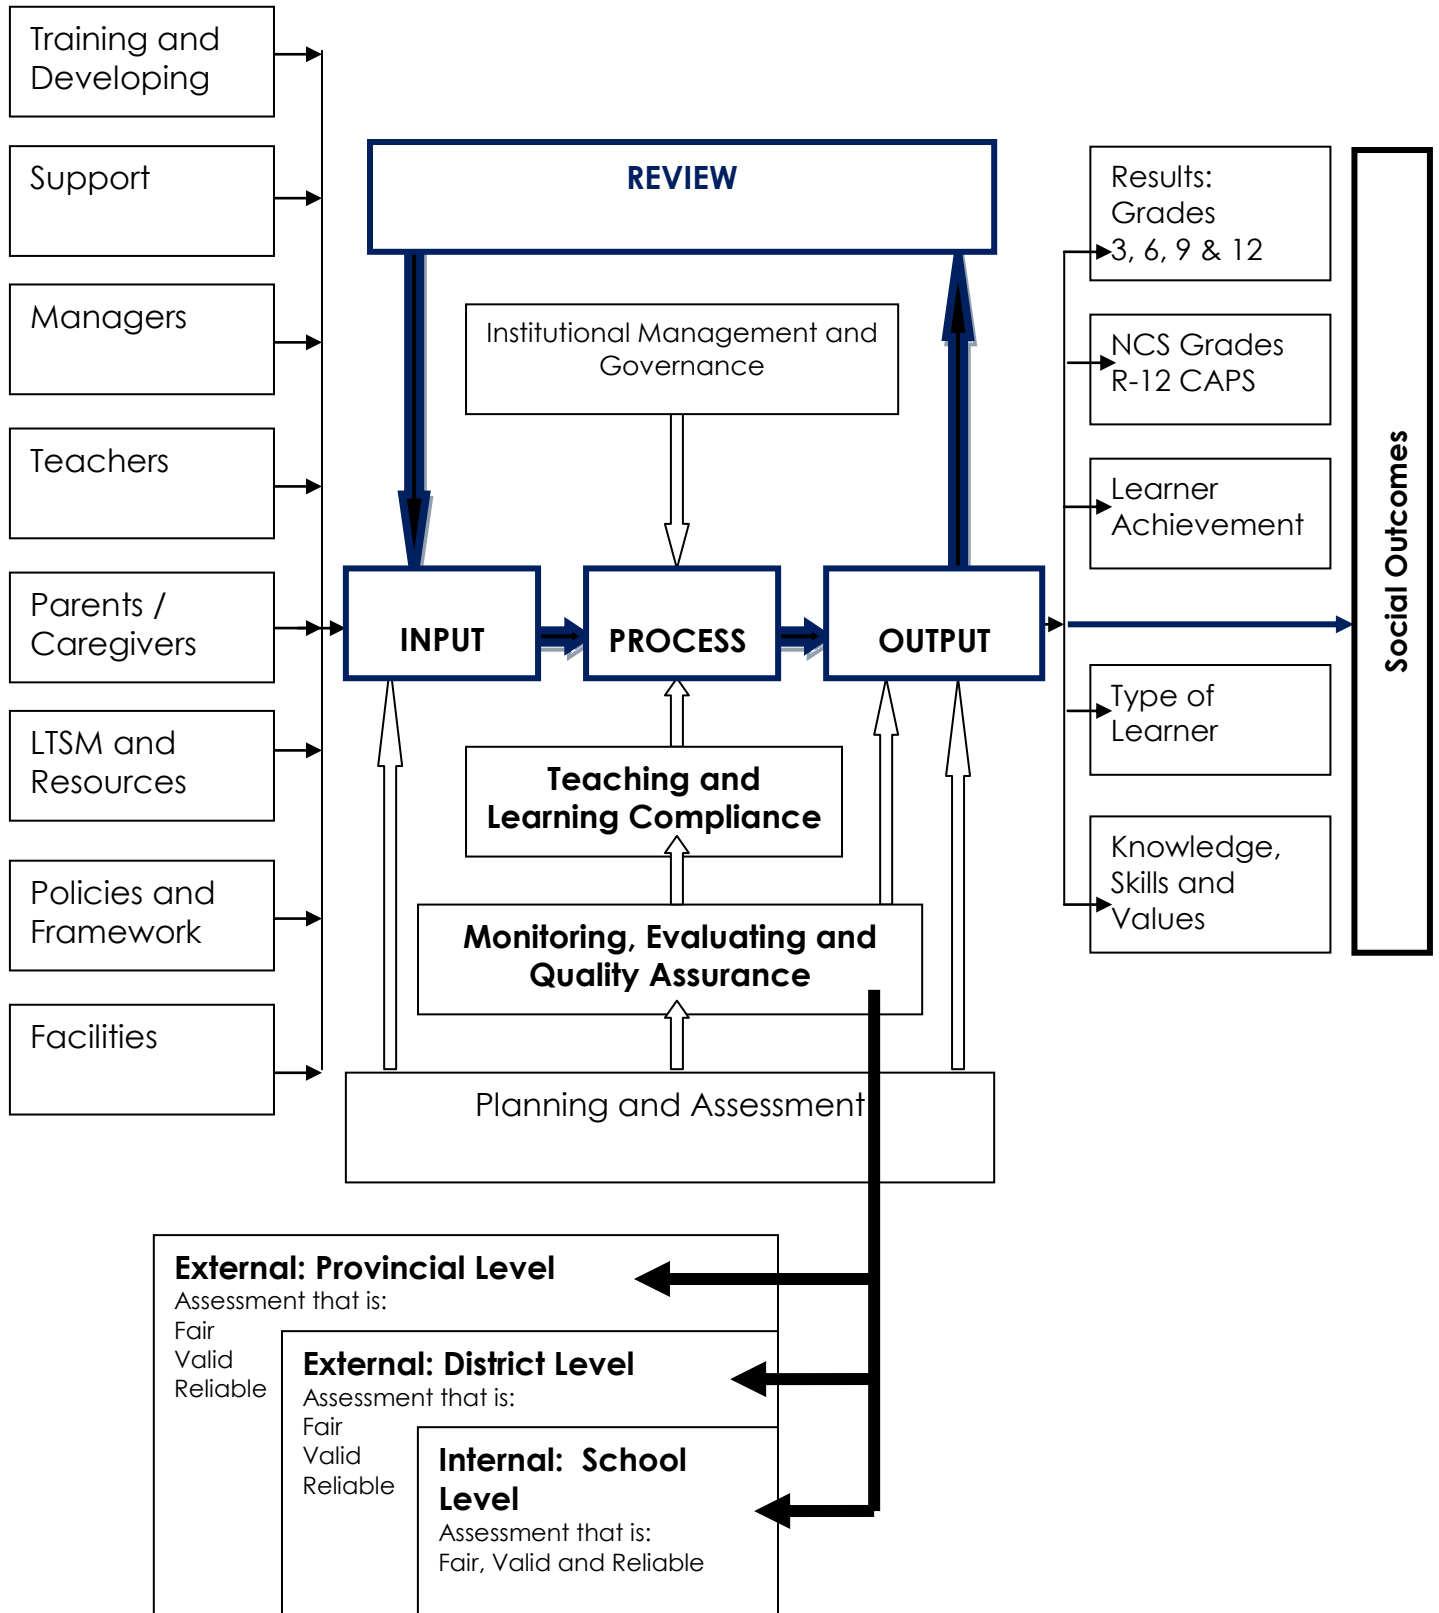 Training and
Developing
Support
Managers
Teachers
Parents /
Caregivers
LTSM and
Resources
Policies and
Framework
Facilities
REVIEW
Institutional Management and
Governance
INPUT
PROCESS
OUTPUT
Teaching and
Learning Compliance
Monitoring, Evaluating and
Quality Assurance
Planning and Assessment
Results:
Grades
3, 6, 9 & 12
NCS Grades
R-12 CAPS
Learner
Achievement
Type of
Learner
Knowledge,
Skills and
Values
Social Outcomes
External: Provincial Level
Assessment that is:
Fair
Valid
Reliable
External: District Level
Assessment that is:
Fair
Valid
Reliable
Internal:  School
Level
Assessment that is:
Fair, Valid and Reliable